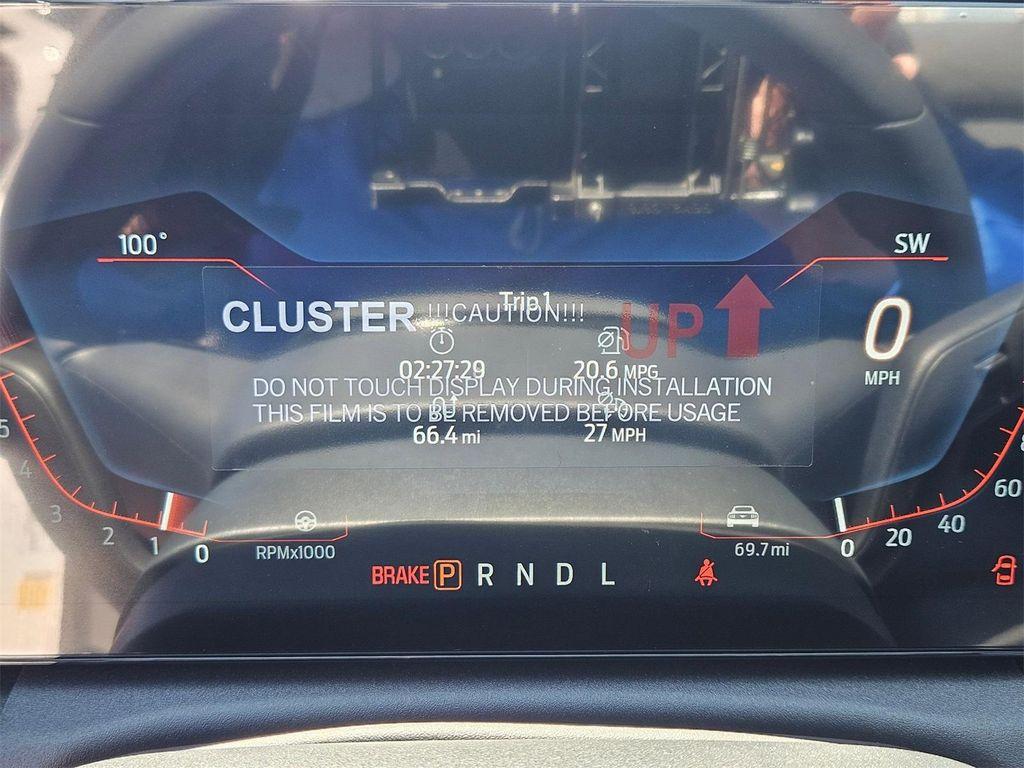 100°
SW
CLUSTER !!!CAUTION!!! UP
Trip 1
0
MPH
02:27:29
20.6 MPG
DO NOT TOUCH DISPLAY DURING INSTALLATION
THIS FILM IS TO BE REMOVED BEFORE USAGE
66.4 mi
27 MPH
5
4
3
2
1
0
RPMx1000
69.7 mi
0
20
40
60
BRAKE P R N D L